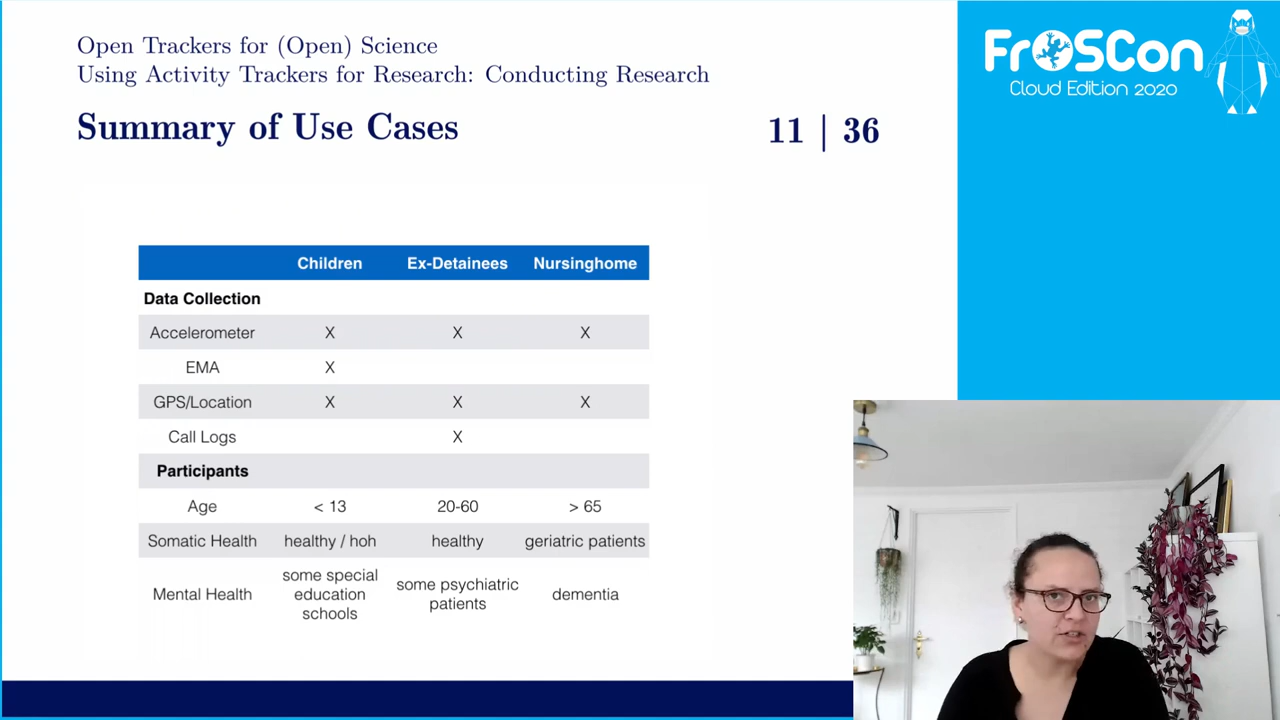 Open Trackers for (Open) Science
Using Activity Trackers for Research: Conducting Research
Summary of Use Cases
11 | 36
FrOSCon
Cloud Edition 2020
Children Ex-Detainees Nursinghome
Data Collection
Accelerometer X X X
EMA X
GPS/Location X X X
Call Logs X
Participants
Age < 13 20-60 > 65
Somatic Health healthy / hoh healthy geriatric patients
Mental Health some special education schools some psychiatric patients dementia